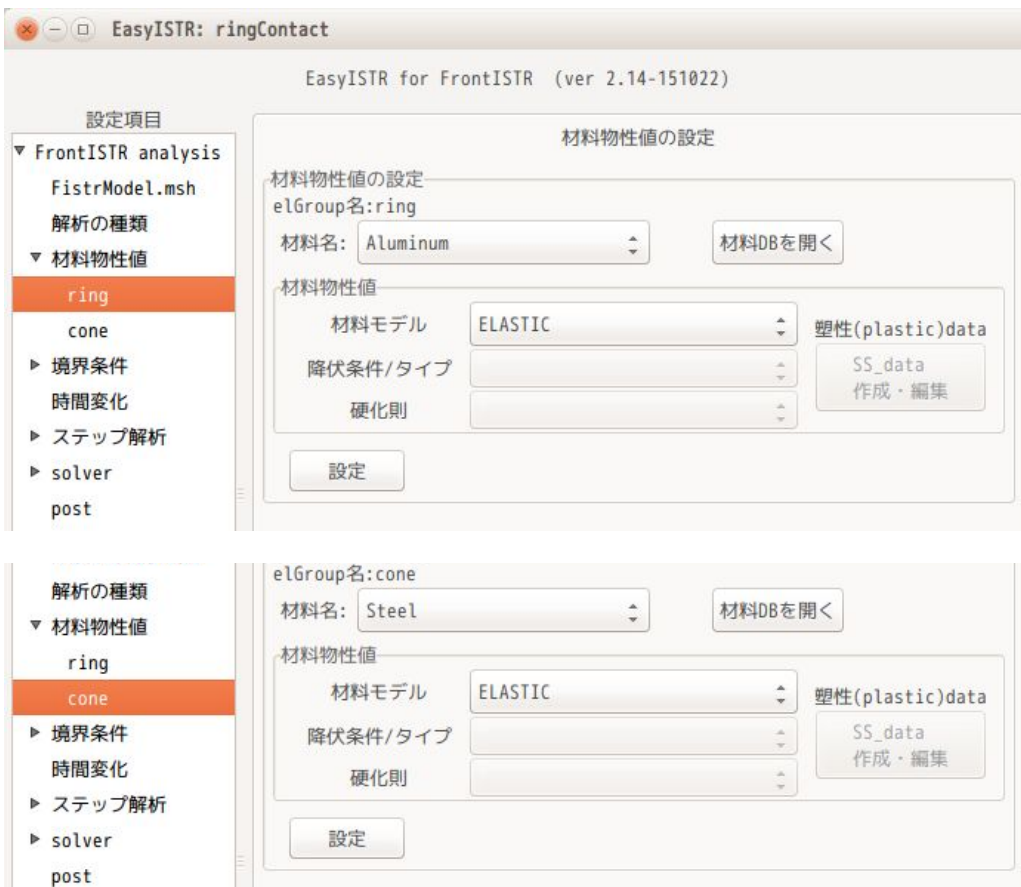 EasyISTR: ringContact
EasyISTR for FrontISTR (ver 2.14-151022)
設定項目
FrontISTR analysis
FistrModel.msh
解析の種類
材料物性値
ring
cone
境界条件
時間変化
ステップ解析
solver
post
材料物性値の設定
材料物性値の設定
elGroup名:ring
材料名: Aluminum 材料DBを開く
材料物性値
材料モデル ELASTIC 塑性(plastic)data
降伏条件/タイプ SS_data
作成・編集
硬化則
設定
解析の種類
材料物性値
ring
cone
境界条件
時間変化
ステップ解析
solver
post
elGroup名:cone
材料名: Steel 材料DBを開く
材料物性値
材料モデル ELASTIC 塑性(plastic)data
降伏条件/タイプ SS_data
作成・編集
硬化則
設定